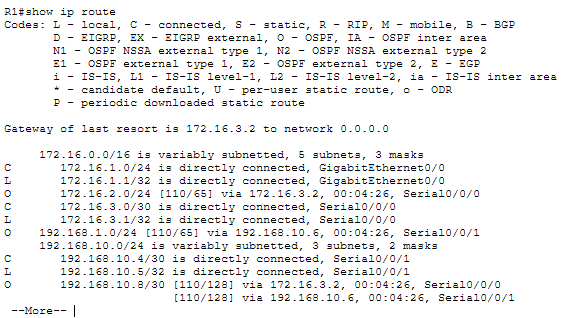 R1#show ip route
Codes: L - local, C - connected, S - static, R - RIP, M - mobile, B - BGP
       D - EIGRP, EX - EIGRP external, O - OSPF, IA - OSPF inter area
       N1 - OSPF NSSA external type 1, N2 - OSPF NSSA external type 2
       E1 - OSPF external type 1, E2 - OSPF external type 2, E - EGP
       i - IS-IS, L1 - IS-IS level-1, L2 - IS-IS level-2, ia - IS-IS inter area
       * - candidate default, U - per-user static route, o - ODR
       P - periodic downloaded static route

Gateway of last resort is 172.16.3.2 to network 0.0.0.0

     172.16.0.0/16 is variably subnetted, 5 subnets, 3 masks
C       172.16.1.0/24 is directly connected, GigabitEthernet0/0
L       172.16.1.1/32 is directly connected, GigabitEthernet0/0
O       172.16.2.0/24 [110/65] via 172.16.3.2, 00:04:26, Serial0/0/0
C       172.16.3.0/30 is directly connected, Serial0/0/0
L       172.16.3.1/32 is directly connected, Serial0/0/0
O    192.168.1.0/24 [110/65] via 192.168.10.6, 00:04:26, Serial0/0/1
     192.168.10.0/24 is variably subnetted, 3 subnets, 2 masks
C       192.168.10.4/30 is directly connected, Serial0/0/1
L       192.168.10.5/32 is directly connected, Serial0/0/1
O       192.168.10.8/30 [110/128] via 172.16.3.2, 00:04:26, Serial0/0/0
                        [110/128] via 192.168.10.6, 00:04:26, Serial0/0/1
 --More--